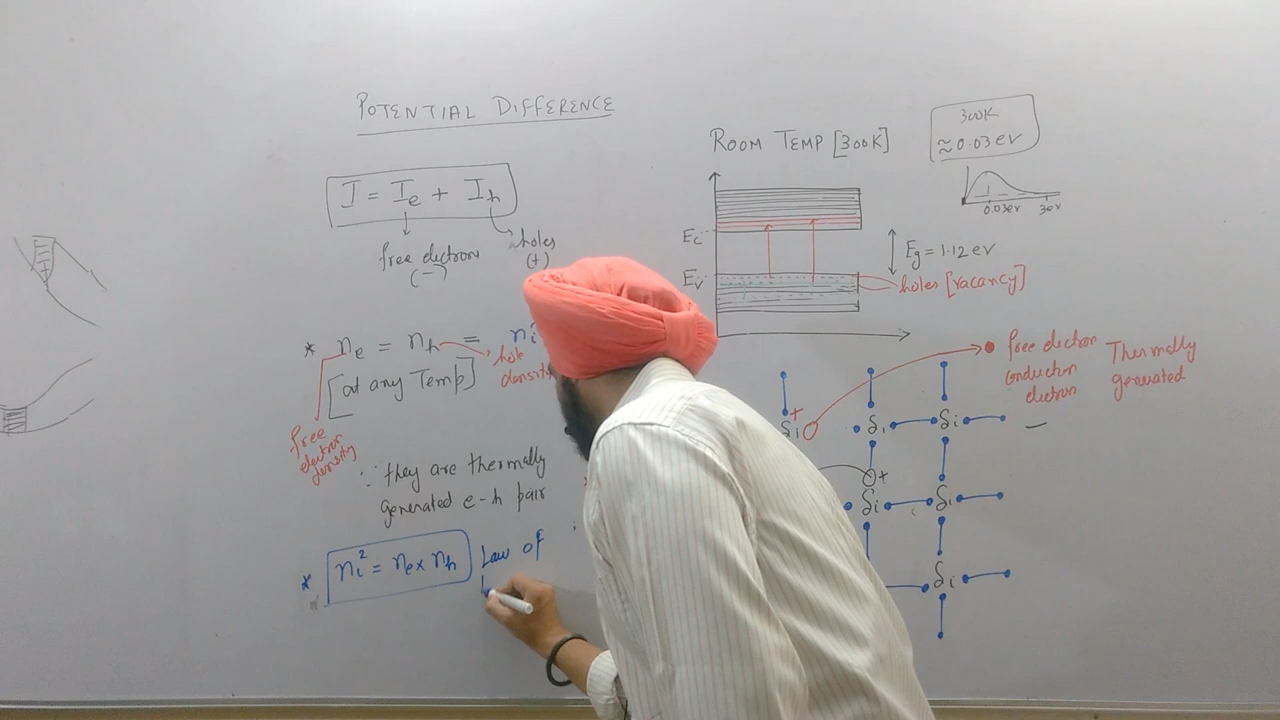 POTENTIAL DIFFERENCE
I = Ie + Ih
free electron
(-)
holes
(+)
* ne = nh = ni
[at any Temp]
hole
density
free
electron
density
∵ they are thermally
generated e-h pair
* ni² = ne x nh Law of
ROOM TEMP [300K]
300K
≈0.03 eV
0.03eV 3eV
Ec
Ev
Eg = 1.12 eV
holes [vacancy]
free electron
conduction
electron
Thermally
generated
+
Si Si Si
+
Si Si
Si